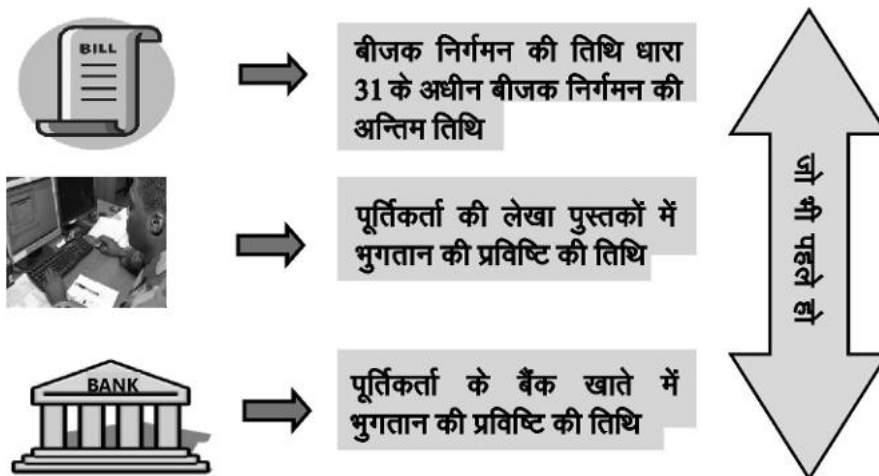 BILL
बीजक निर्गमन की तिथि धारा
31 के अधीन बीजक निर्गमन की
अन्तिम तिथि
पूर्तिकर्ता की लेखा पुस्तकों में
भुगतान की प्रविष्टि की तिथि
BANK
पूर्तिकर्ता के बैंक खाते में
भुगतान की प्रविष्टि की तिथि
जो भी पहले हो